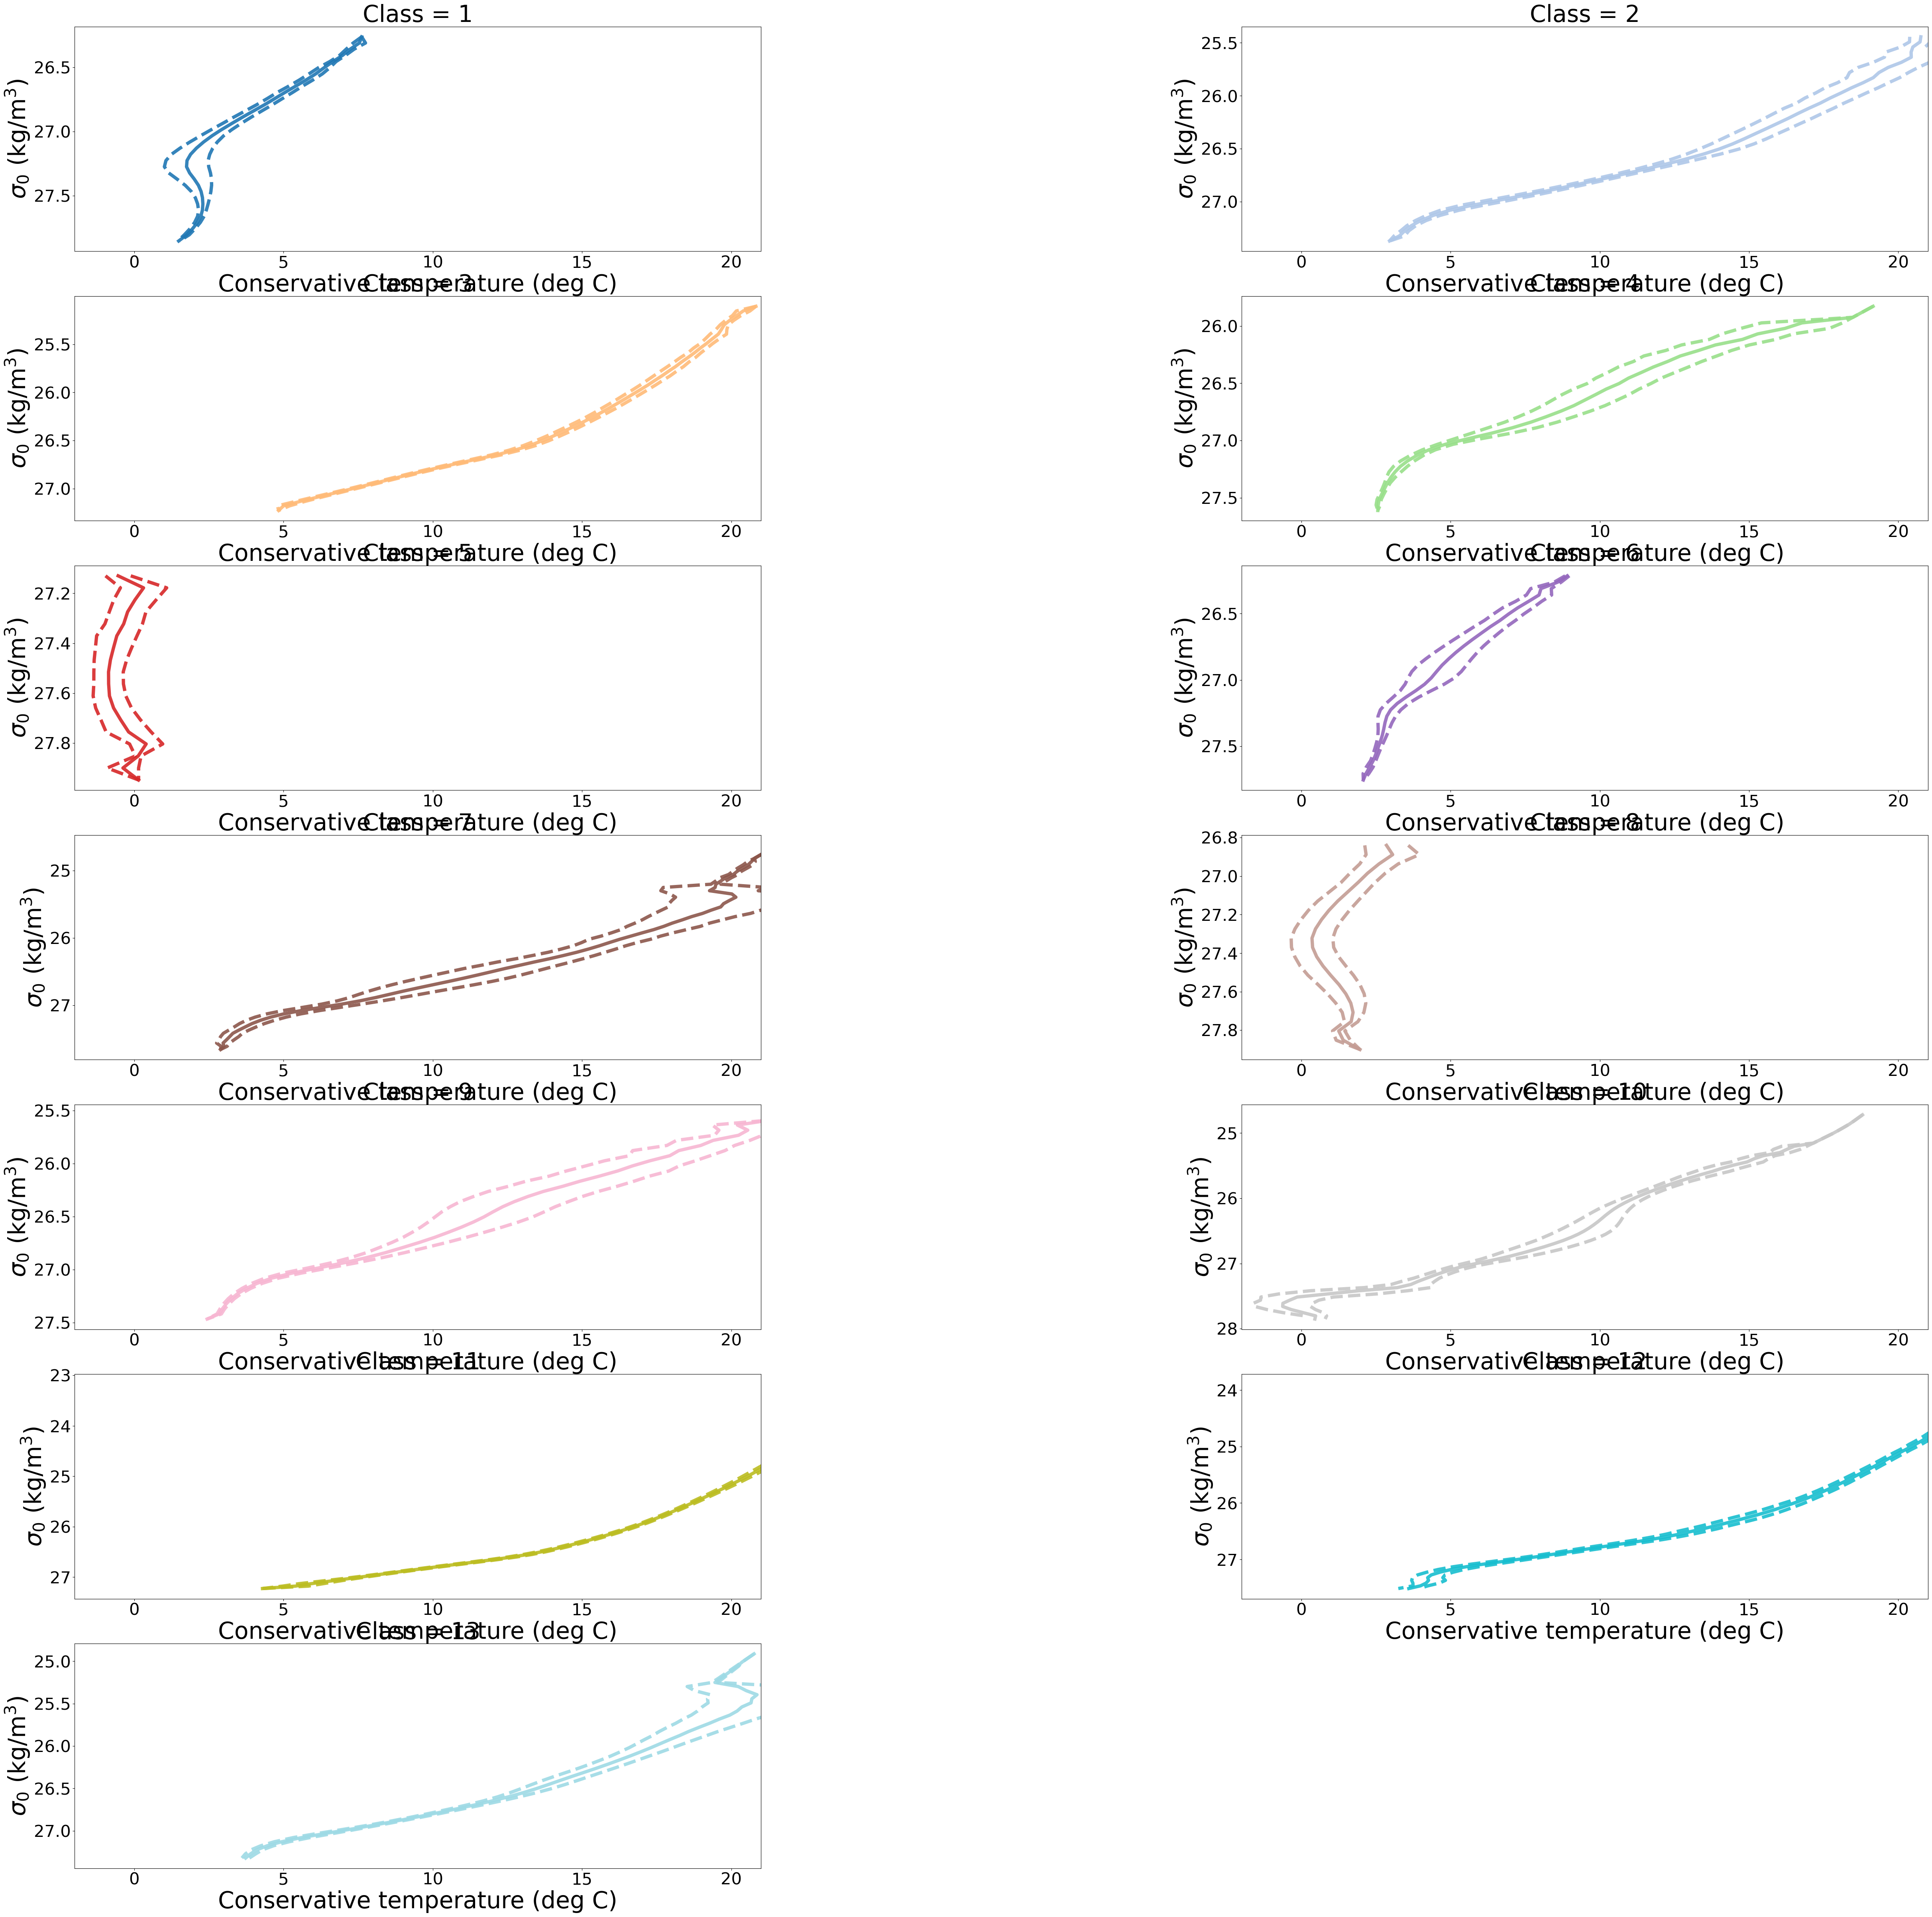 Class = 1
σ0 (kg/m3)
26.5
27.0
27.5
0 5 10 15 20
Conservative temperature (deg C)
Class = 2
σ0 (kg/m3)
25.5
26.0
26.5
27.0
0 5 10 15 20
Conservative temperature (deg C)
Class = 3
σ0 (kg/m3)
25.5
26.0
26.5
27.0
0 5 10 15 20
Conservative temperature (deg C)
Class = 4
σ0 (kg/m3)
26.0
26.5
27.0
27.5
0 5 10 15 20
Conservative temperature (deg C)
Class = 5
σ0 (kg/m3)
27.2
27.4
27.6
27.8
0 5 10 15 20
Conservative temperature (deg C)
Class = 6
σ0 (kg/m3)
26.5
27.0
27.5
0 5 10 15 20
Conservative temperature (deg C)
Class = 7
σ0 (kg/m3)
25
26
27
0 5 10 15 20
Conservative temperature (deg C)
Class = 8
σ0 (kg/m3)
26.8
27.0
27.2
27.4
27.6
27.8
0 5 10 15 20
Conservative temperature (deg C)
Class = 9
σ0 (kg/m3)
25.5
26.0
26.5
27.0
27.5
0 5 10 15 20
Conservative temperature (deg C)
Class = 10
σ0 (kg/m3)
25
26
27
28
0 5 10 15 20
Conservative temperature (deg C)
Class = 11
σ0 (kg/m3)
23
24
25
26
27
0 5 10 15 20
Conservative temperature (deg C)
Class = 12
σ0 (kg/m3)
24
25
26
27
0 5 10 15 20
Conservative temperature (deg C)
Class = 13
σ0 (kg/m3)
25.0
25.5
26.0
26.5
27.0
0 5 10 15 20
Conservative temperature (deg C)